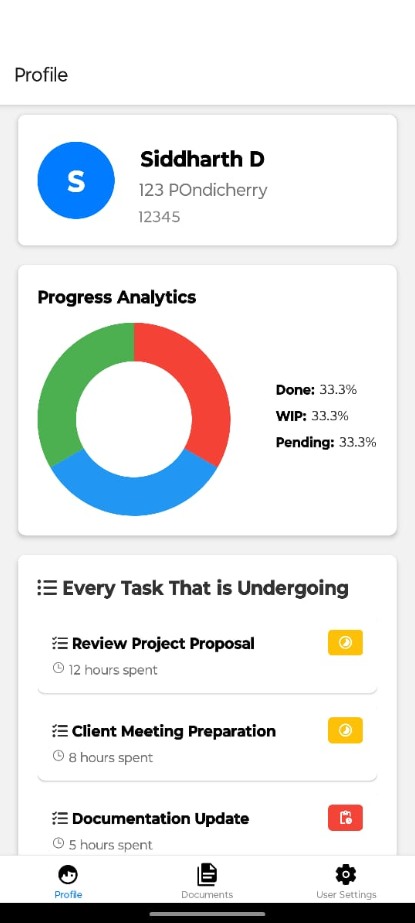 Profile
S
Siddharth D
123 POndicherry
12345
Progress Analytics
Done: 33.3%
WIP: 33.3%
Pending: 33.3%
Every Task That is Undergoing
Review Project Proposal
12 hours spent
Client Meeting Preparation
8 hours spent
Documentation Update
5 hours spent
Profile
Documents
User Settings